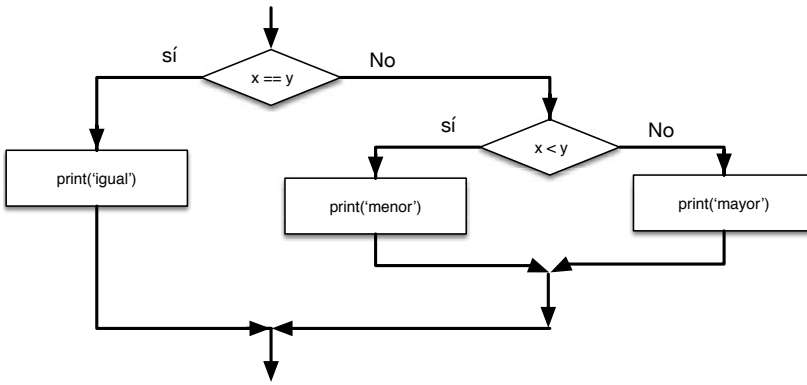 sí
No
x == y
sí
No
x < y
print(‘igual’)
print(‘menor’)
print(‘mayor’)